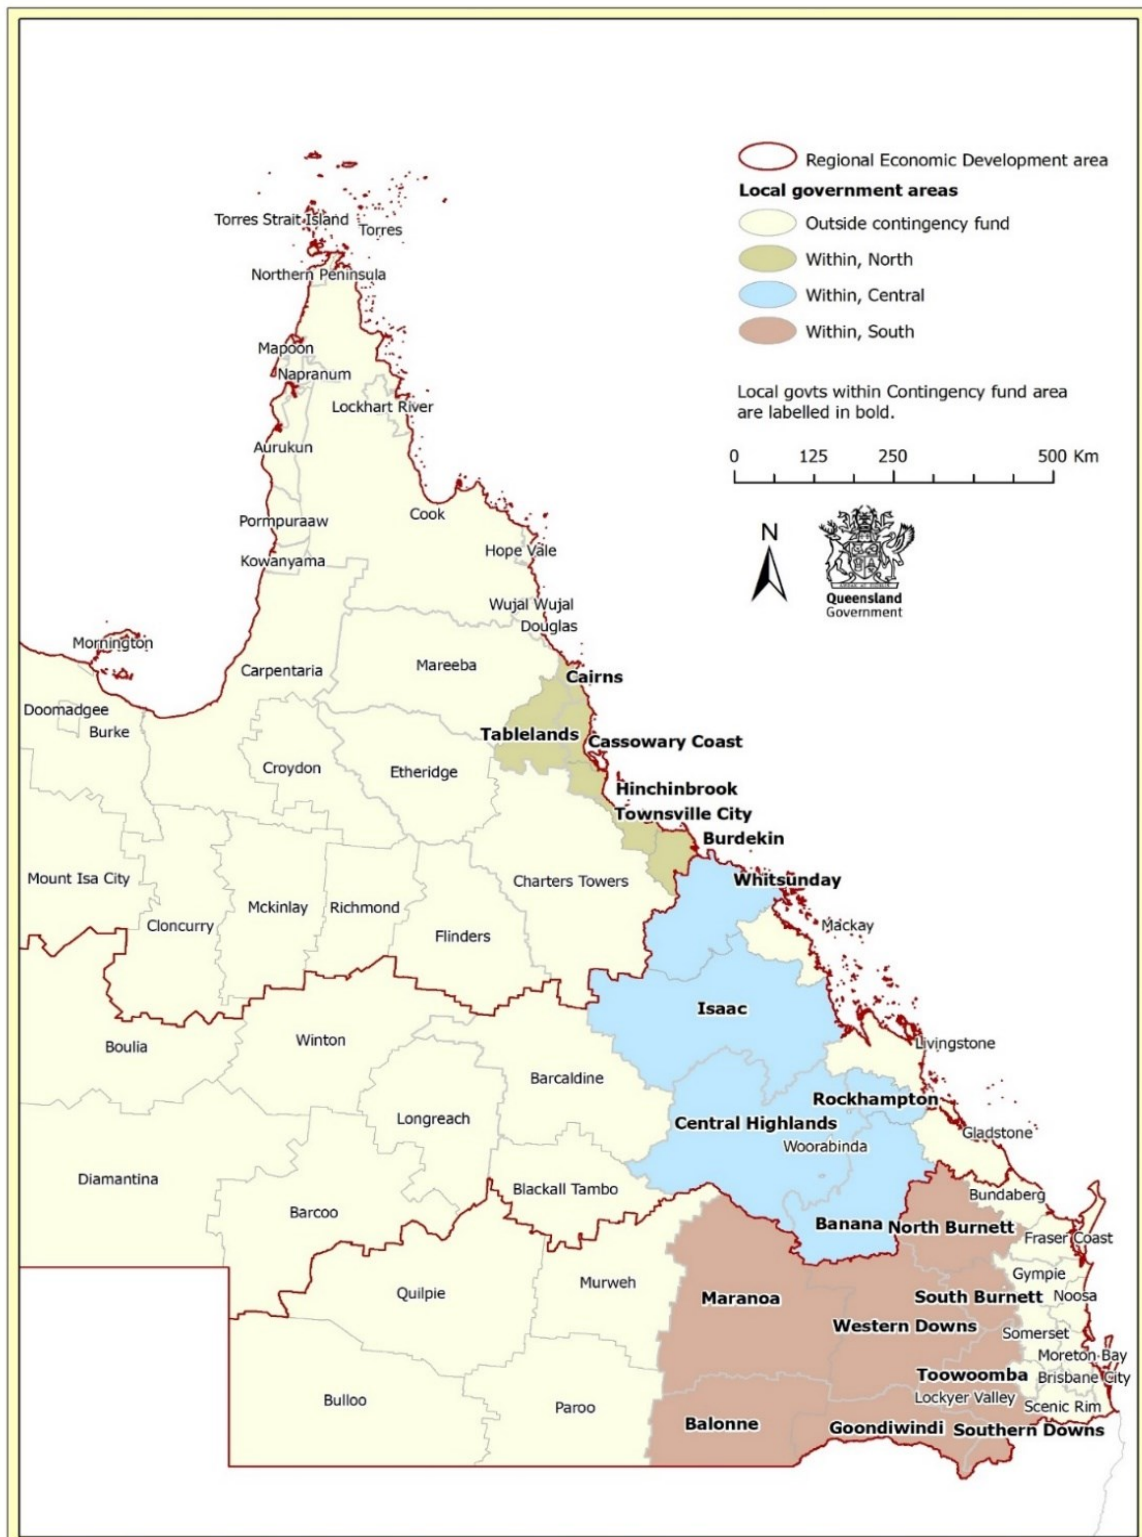 Regional Economic Development area
Local government areas
Outside contingency fund
Within, North
Within, Central
Within, South
Local govts within Contingency fund area
are labelled in bold.
0 125 250 500 Km
N
Queensland
Government
Torres Strait Island
Torres
Northern Peninsula
Mapoon
Napranum
Lockhart River
Aurukun
Cook
Pormpuraaw
Hope Vale
Kowanyama
Wujal Wujal
Douglas
Mornington
Mareeba
Carpentaria
Cairns
Doomadgee
Burke
Tablelands
Cassowary Coast
Croydon
Etheridge
Hinchinbrook
Townsville City
Burdekin
Mount Isa City
Charters Towers
Whitsunday
Mckinlay
Richmond
Cloncurry
Mackay
Flinders
Isaac
Winton
Livingstone
Boulia
Barcaldine
Rockhampton
Longreach
Central Highlands
Gladstone
Woorabinda
Diamantina
Blackall Tambo
Bundaberg
Barcoo
Banana
North Burnett
Fraser Coast
Gympie
Murweh
Quilpie
Maranoa
South Burnett
Noosa
Western Downs
Somerset
Moreton Bay
Toowoomba
Brisbane City
Lockyer Valley
Bulloo
Paroo
Scenic Rim
Balonne
Goondiwindi
Southern Downs